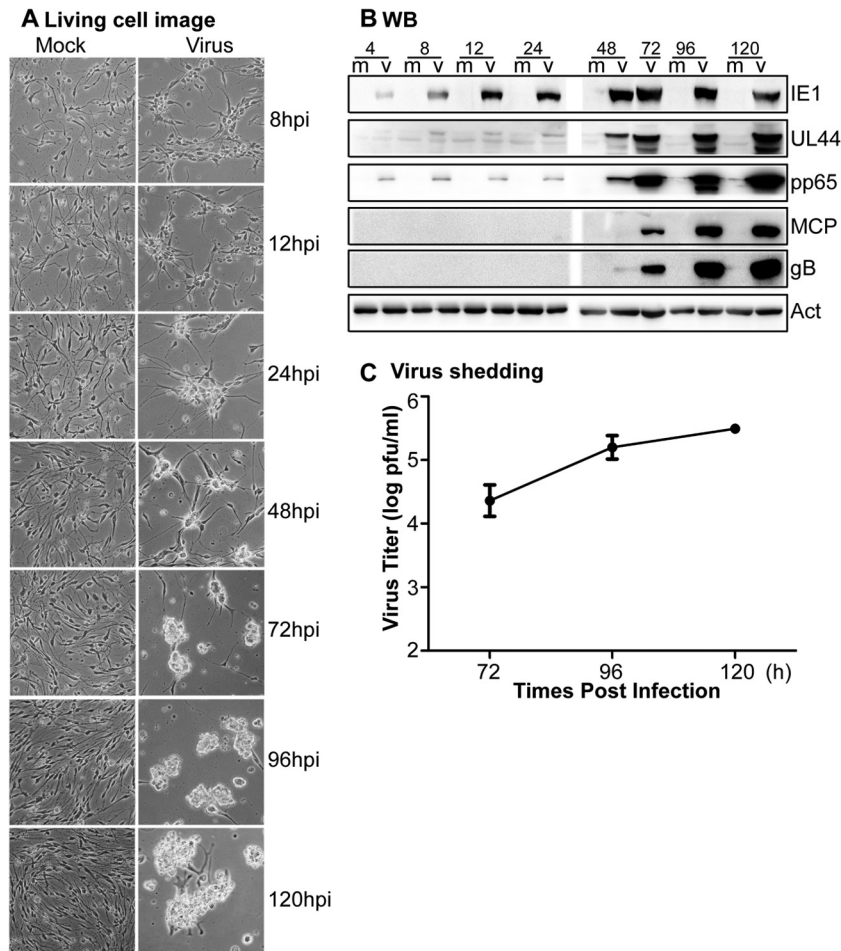 A Living cell image
Mock Virus
8hpi
12hpi
24hpi
48hpi
72hpi
96hpi
120hpi
B WB
4 8 12 24 48 72 96 120
m v m v m v m v m v v m v m v
IE1
UL44
pp65
MCP
gB
Act
C Virus shedding
Virus Titer (log pfu/ml)
6
5
4
3
2
72 96 120 (h)
Times Post Infection